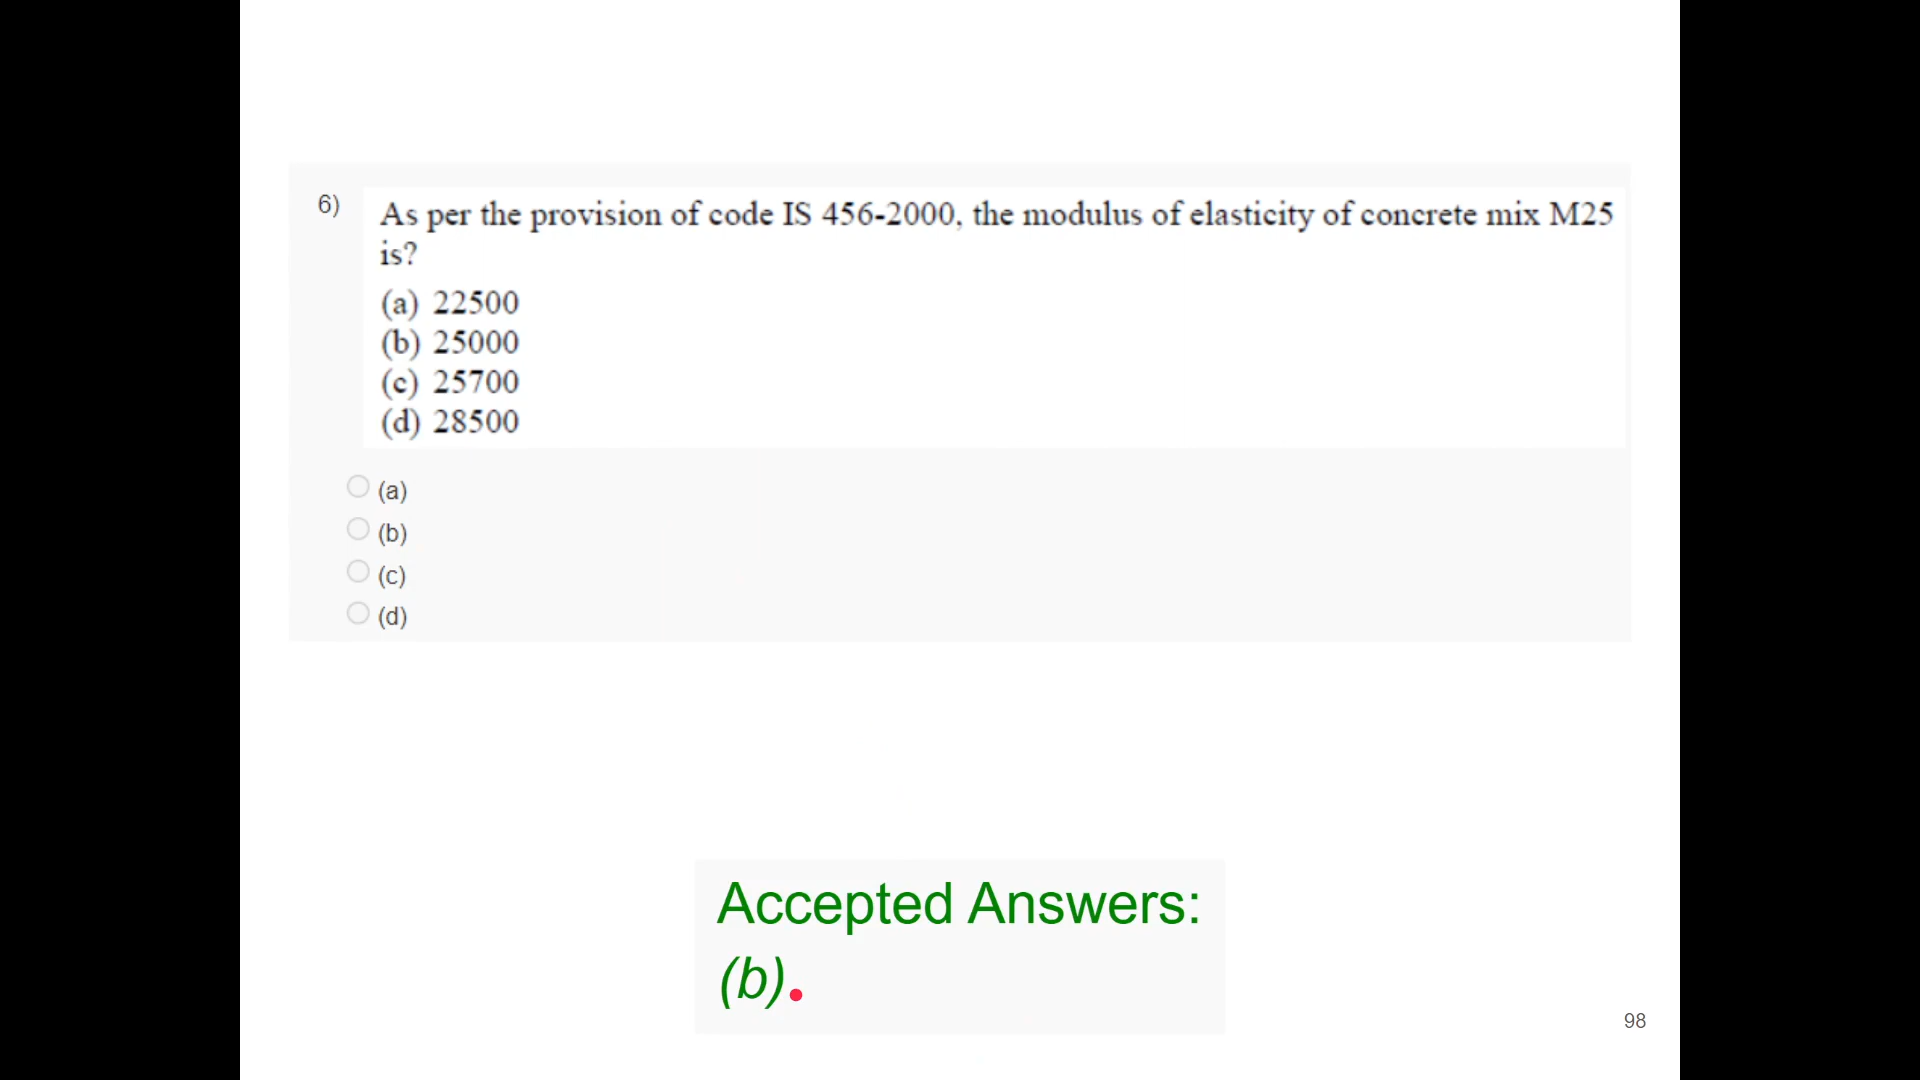 6)
As per the provision of code IS 456-2000, the modulus of elasticity of concrete mix M25
is?
(a) 22500
(b) 25000
(c) 25700
(d) 28500
(a)
(b)
(c)
(d)
Accepted Answers:
(b).
98